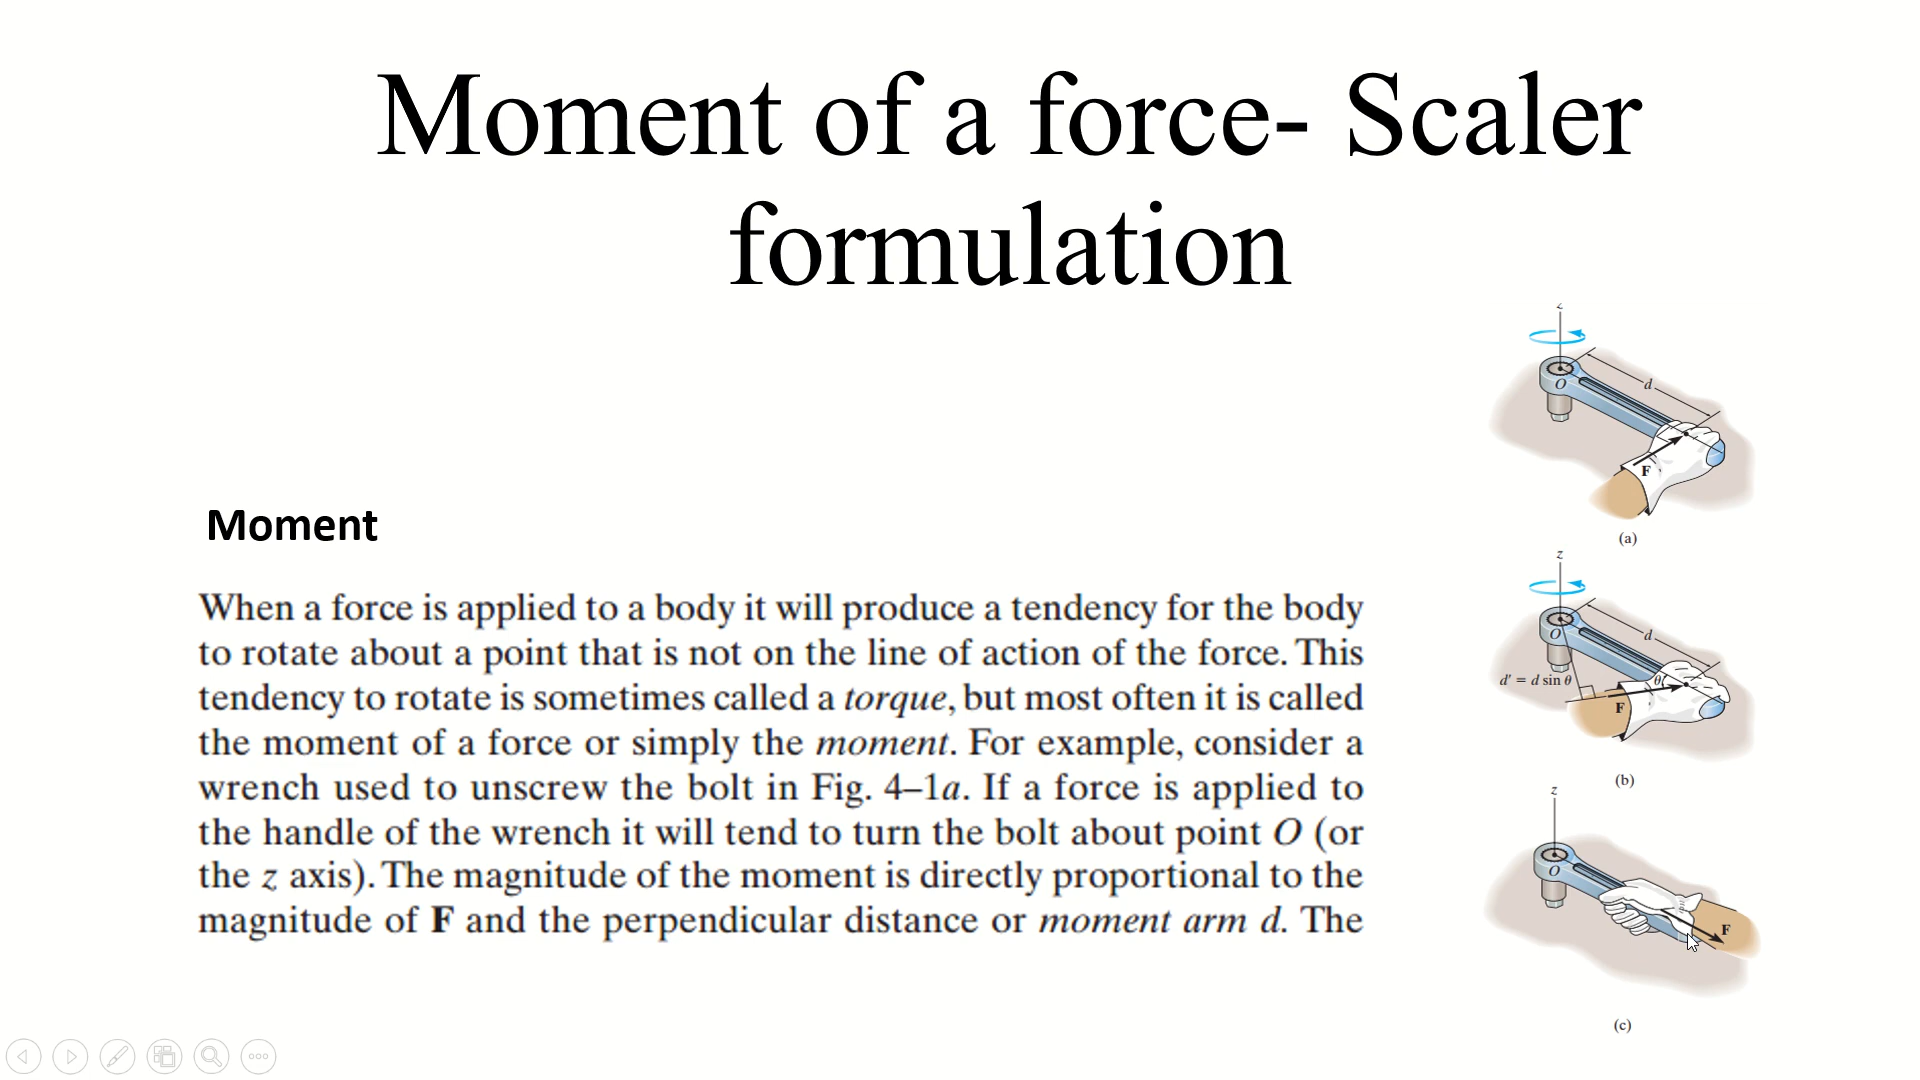 Moment of a force- Scaler
formulation
Moment
When a force is applied to a body it will produce a tendency for the body
to rotate about a point that is not on the line of action of the force. This
tendency to rotate is sometimes called a torque, but most often it is called
the moment of a force or simply the moment. For example, consider a
wrench used to unscrew the bolt in Fig. 4–1a. If a force is applied to
the handle of the wrench it will tend to turn the bolt about point O (or
the z axis). The magnitude of the moment is directly proportional to the
magnitude of F and the perpendicular distance or moment arm d. The
z
O
d
F
(a)
z
O
d
d′ = d sin θ
θ
F
(b)
z
O
F
(c)